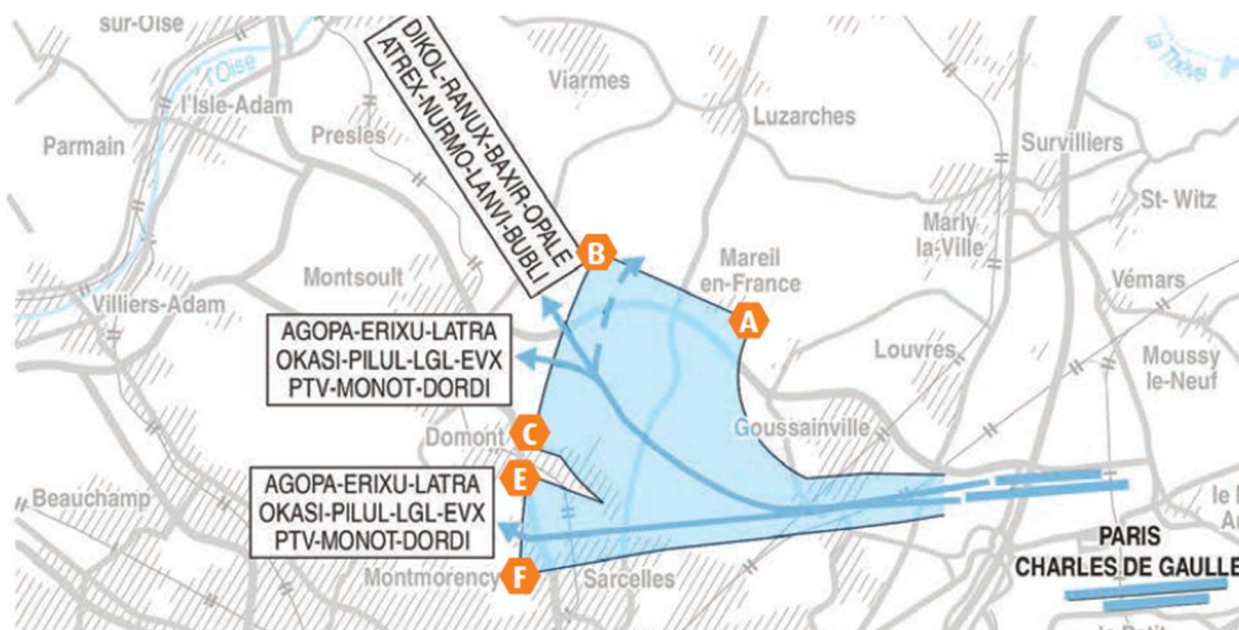 sur-Oise
l'Oise
l'Isle-Adam
Parmain
Presles
Viarmes
Luzarches
la Thève
Survilliers
St- Witz
DIKOL-RANUX-BAXIR-OPALE
ATREX-NURMO-LANVI-BUBLI
Marly
la-Ville
B
Mareil
en-France
Montsoult
Villiers-Adam
Vémars
A
AGOPA-ERIXU-LATRA
OKASI-PILUL-LGL-EVX
PTV-MONOT-DORDI
Louvres
Moussy
le-Neuf
Domont
C
Goussainville
E
AGOPA-ERIXU-LATRA
OKASI-PILUL-LGL-EVX
PTV-MONOT-DORDI
Beauchamp
PARIS
CHARLES DE GAULLE
Montmorency
F
Sarcelles